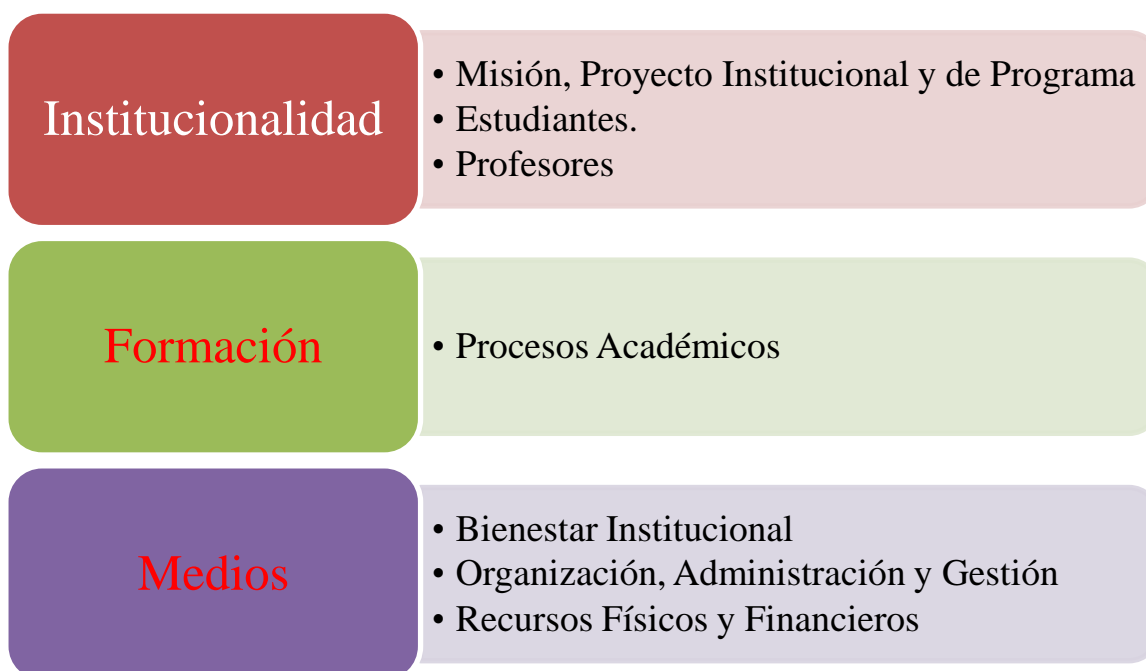 Institucionalidad
• Misión, Proyecto Institucional y de Programa
• Estudiantes.
• Profesores
Formación
• Procesos Académicos
Medios
• Bienestar Institucional
• Organización, Administración y Gestión
• Recursos Físicos y Financieros